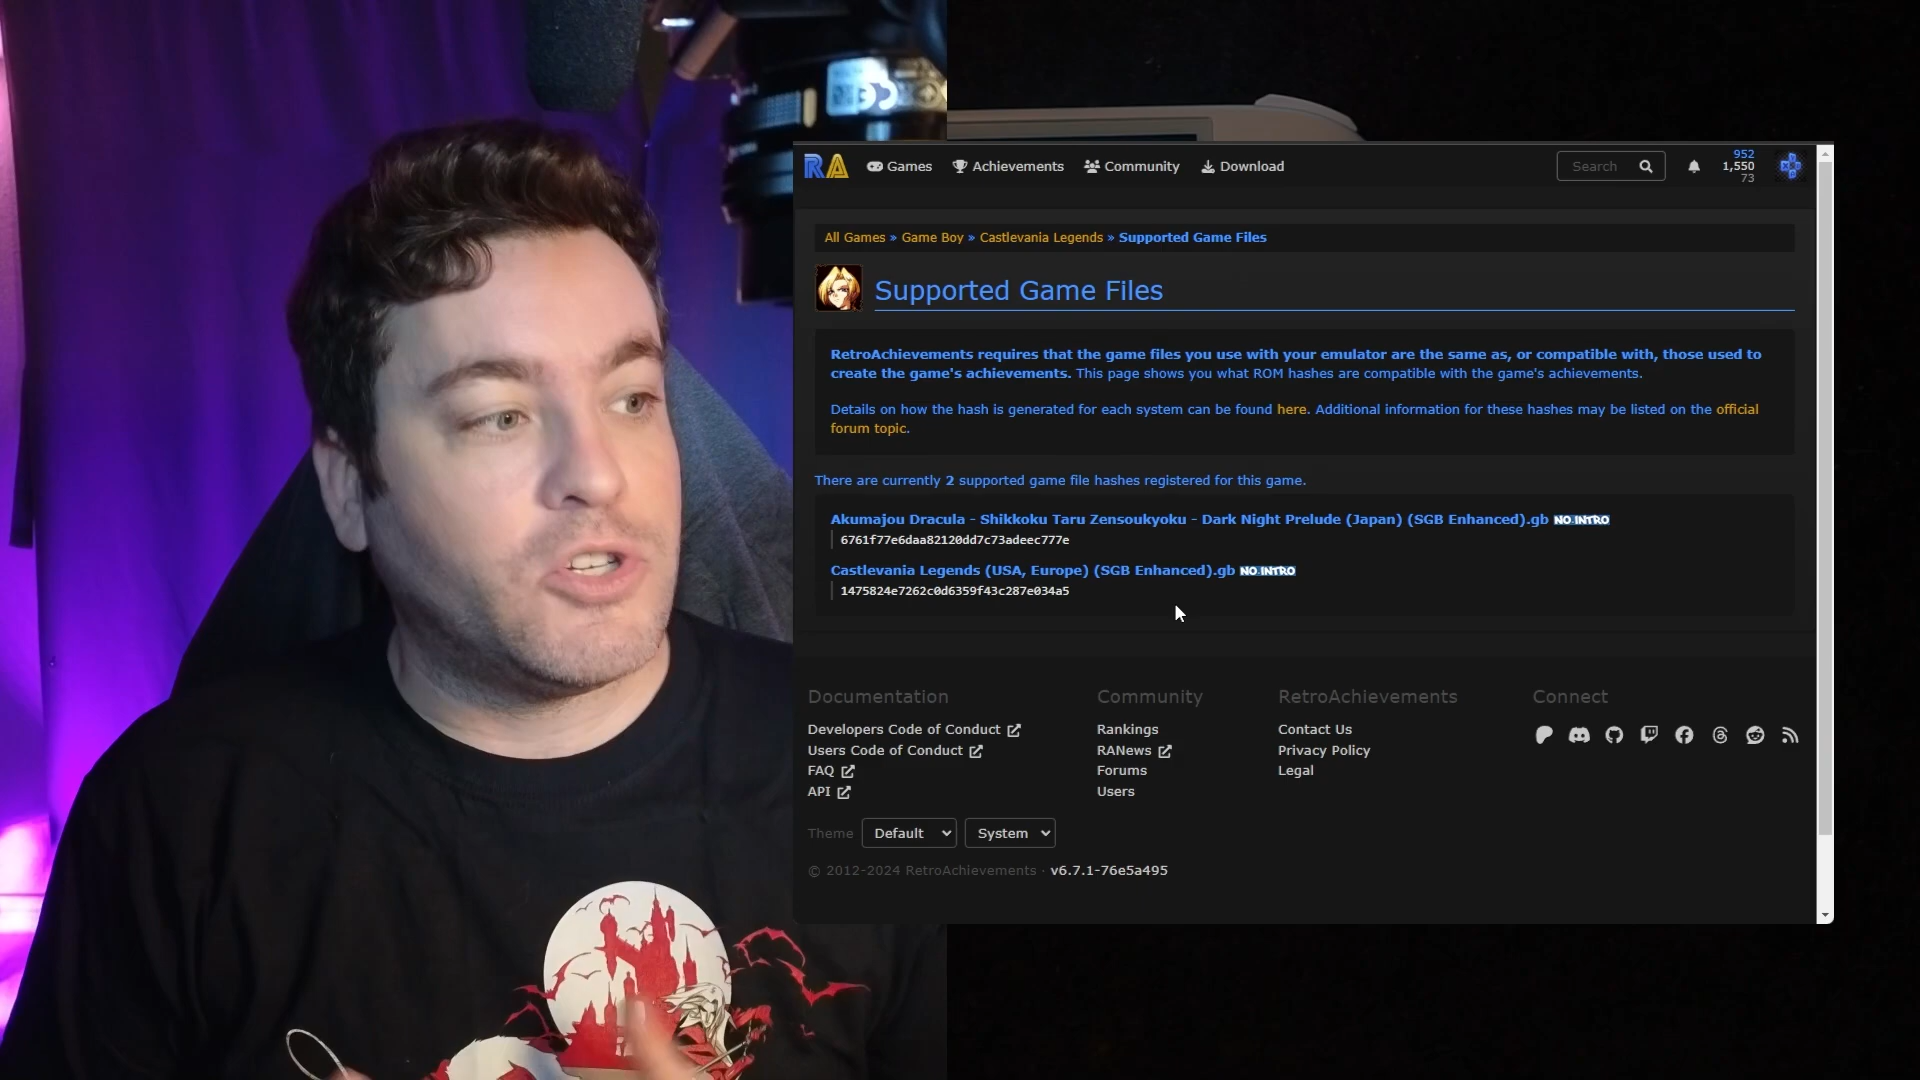 RA Games Achievements Community Download Search 952
1,550
73
All Games » Game Boy » Castlevania Legends » Supported Game Files
Supported Game Files
RetroAchievements requires that the game files you use with your emulator are the same as, or compatible with, those used to
create the game's achievements. This page shows you what ROM hashes are compatible with the game's achievements.
Details on how the hash is generated for each system can be found here. Additional information for these hashes may be listed on the official
forum topic.
There are currently 2 supported game file hashes registered for this game.
Akumajou Dracula - Shikkoku Taru Zensoukyoku - Dark Night Prelude (Japan) (SGB Enhanced).gb NO-INTRO
6761f77e6daa82120dd7c73adeec777e
Castlevania Legends (USA, Europe) (SGB Enhanced).gb NO-INTRO
1475824e7262c0d6359f43c287e034a5
Documentation
Developers Code of Conduct
Users Code of Conduct
FAQ
API
Community
Rankings
RANews
Forums
Users
RetroAchievements
Contact Us
Privacy Policy
Legal
Connect
Theme Default System
© 2012-2024 RetroAchievements · v6.7.1-76e5a495